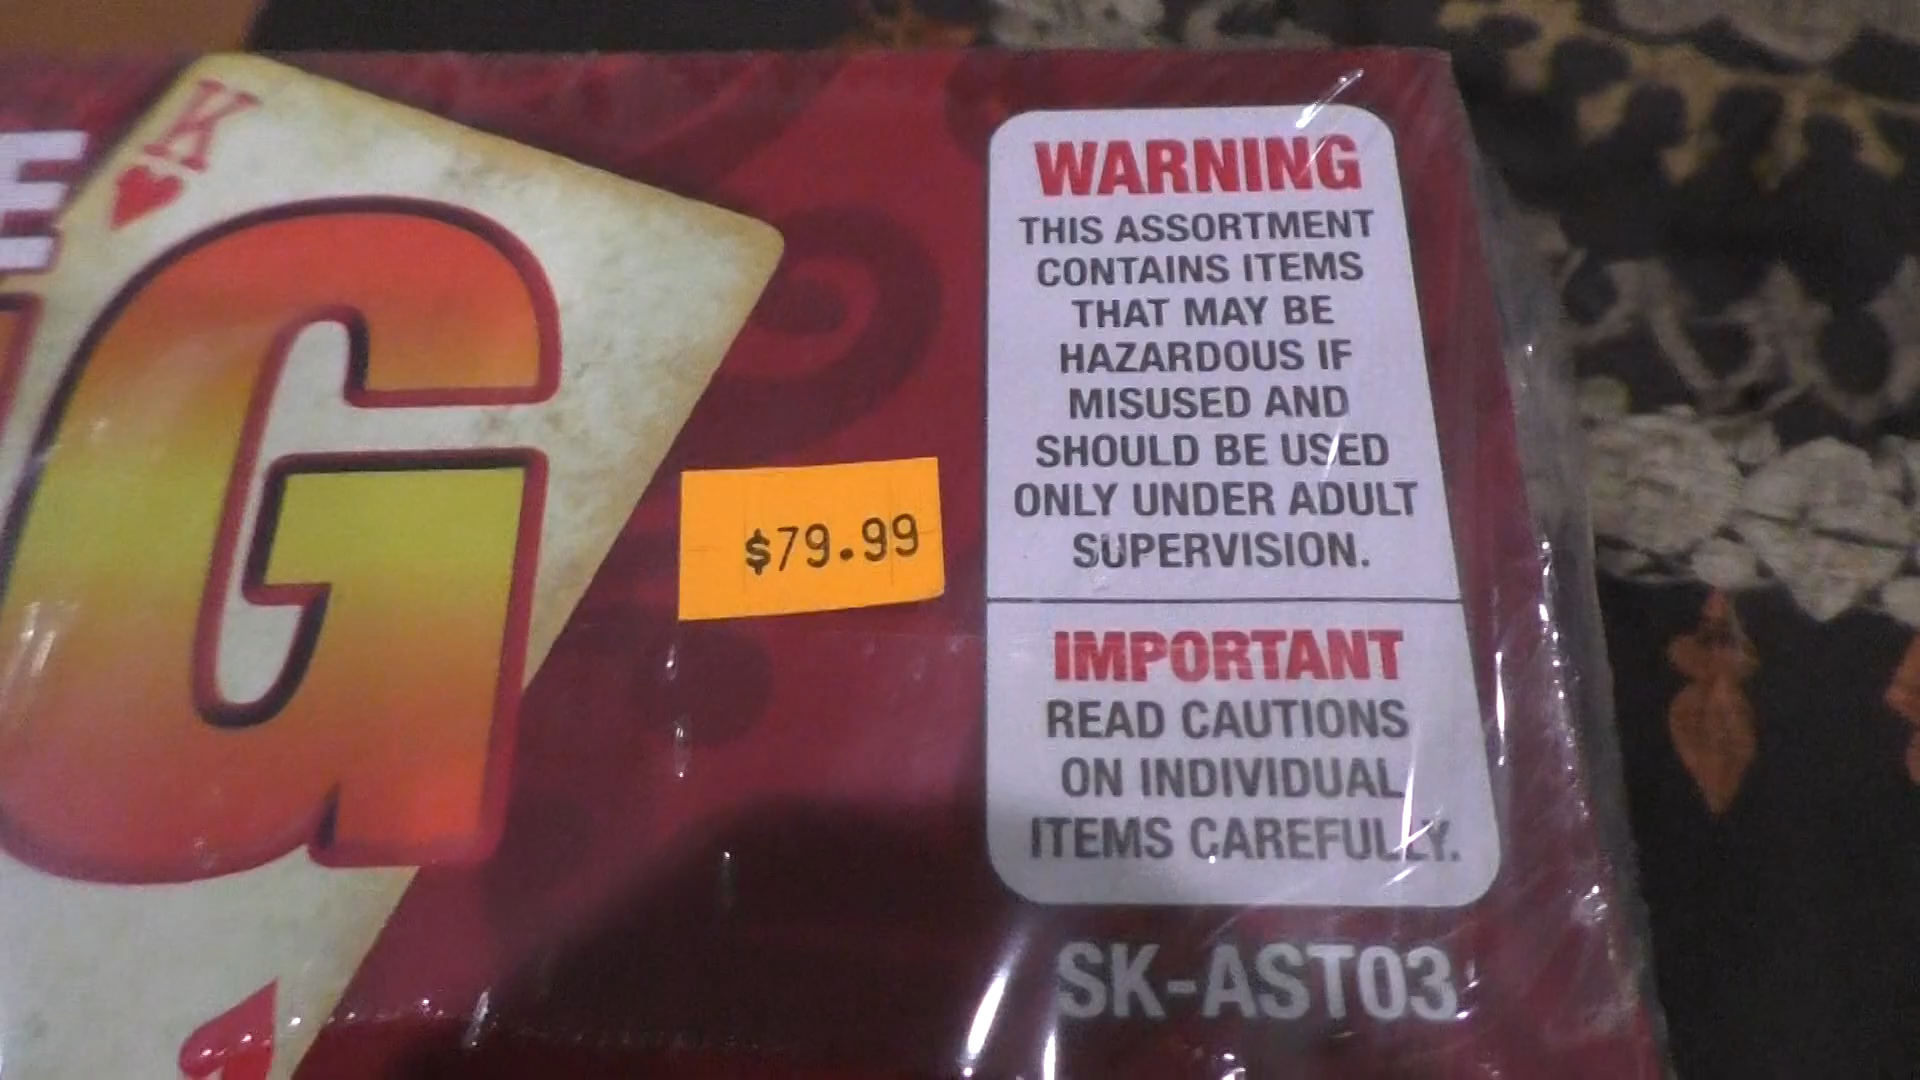 K
E
G
$79.99
WARNING
THIS ASSORTMENT
CONTAINS ITEMS
THAT MAY BE
HAZARDOUS IF
MISUSED AND
SHOULD BE USED
ONLY UNDER ADULT
SUPERVISION.
IMPORTANT
READ CAUTIONS
ON INDIVIDUAL
ITEMS CAREFULLY.
SK-AST03